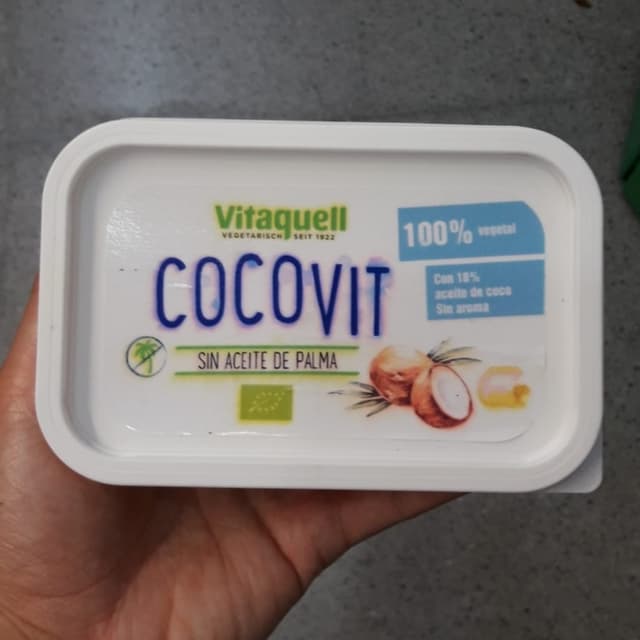 Vitaquell
VEGETARISCH SEIT 1922
COCOVIT
SIN ACEITE DE PALMA
100% vegetal
Con 18%
aceite de coco
Sin aroma